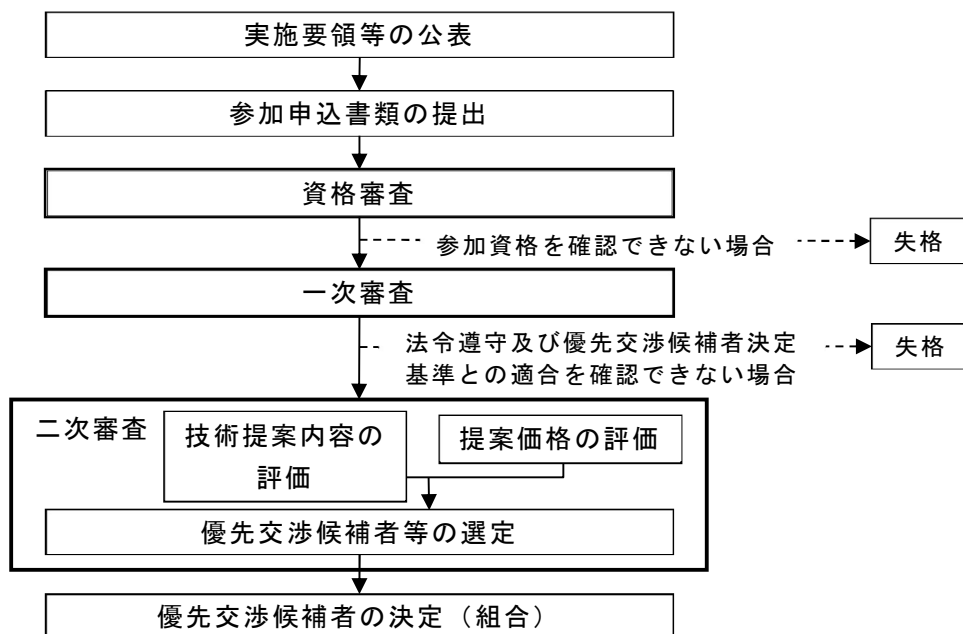 実施要領等の公表
参加申込書類の提出
資格審査
参加資格を確認できない場合
失格
一次審査
法令遵守及び優先交渉候補者決定
基準との適合を確認できない場合
失格
二次審査
技術提案内容の
評価
提案価格の評価
優先交渉候補者等の選定
優先交渉候補者の決定（組合）